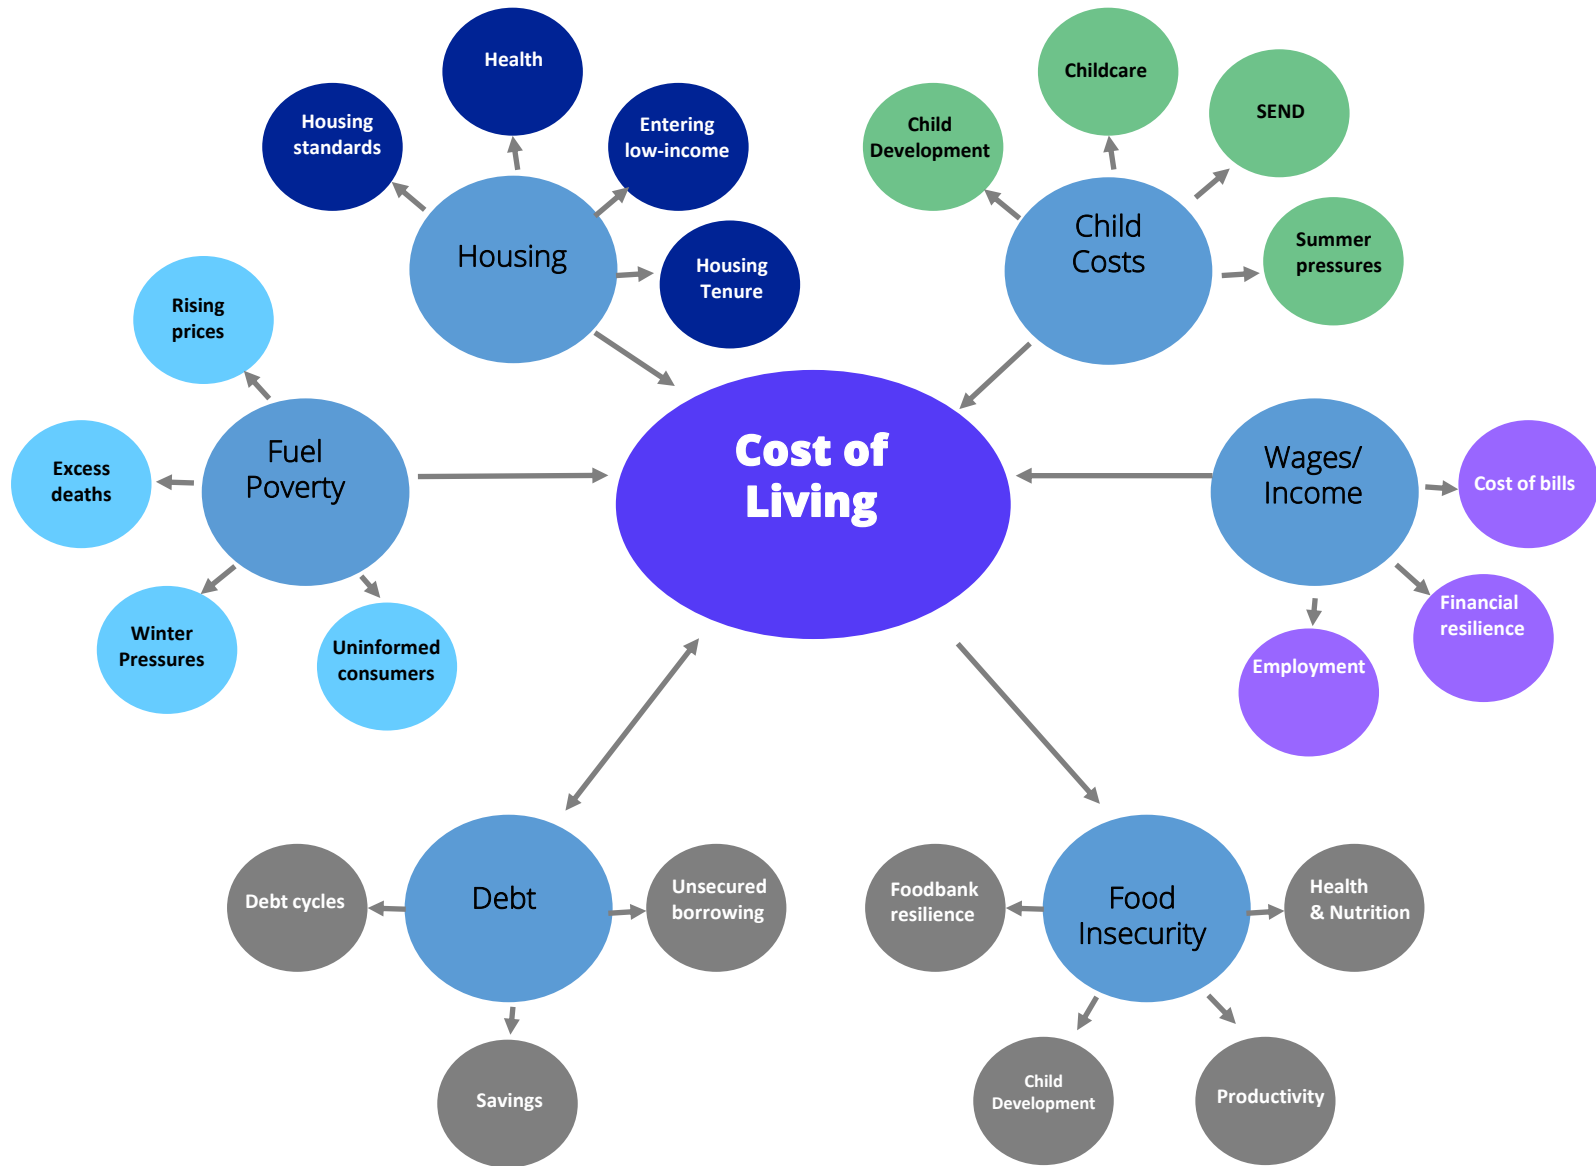 Health
Childcare
Housing
standards
Entering
low-income
Child
Development
SEND
Housing
Child
Costs
Housing
Tenure
Summer
pressures
Rising
prices
Fuel
Poverty
Cost of
Living
Wages/
Income
Excess
deaths
Cost of bills
Winter
Pressures
Uninformed
consumers
Financial
resilience
Employment
Debt cycles
Debt
Unsecured
borrowing
Foodbank
resilience
Food
Insecurity
Health
& Nutrition
Savings
Child
Development
Productivity